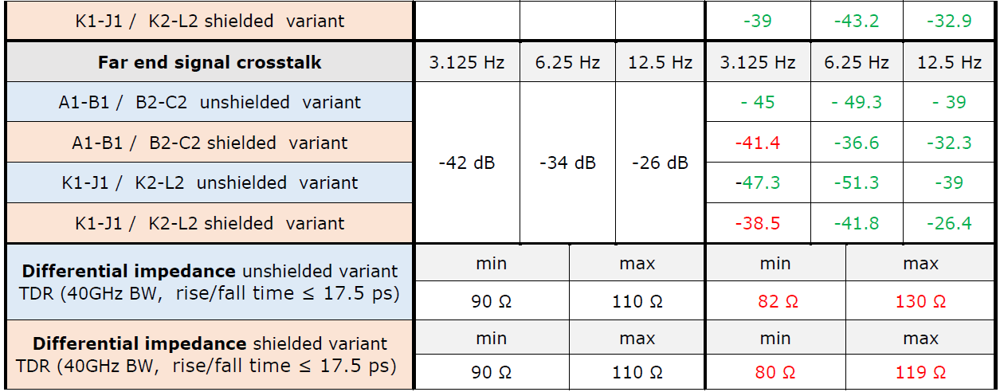 K1-J1 / K2-L2 shielded variant -39 -43.2 -32.9
Far end signal crosstalk 3.125 Hz 6.25 Hz 12.5 Hz 3.125 Hz 6.25 Hz 12.5 Hz
A1-B1 / B2-C2 unshielded variant - 45 - 49.3 - 39
A1-B1 / B2-C2 shielded variant -41.4 -36.6 -32.3
-42 dB -34 dB -26 dB
K1-J1 / K2-L2 unshielded variant -47.3 -51.3 -39
K1-J1 / K2-L2 shielded variant -38.5 -41.8 -26.4
Differential impedance unshielded variant min max min max
TDR (40GHz BW, rise/fall time ≤ 17.5 ps) 90 Ω 110 Ω 82 Ω 130 Ω
Differential impedance shielded variant min max min max
TDR (40GHz BW, rise/fall time ≤ 17.5 ps) 90 Ω 110 Ω 80 Ω 119 Ω